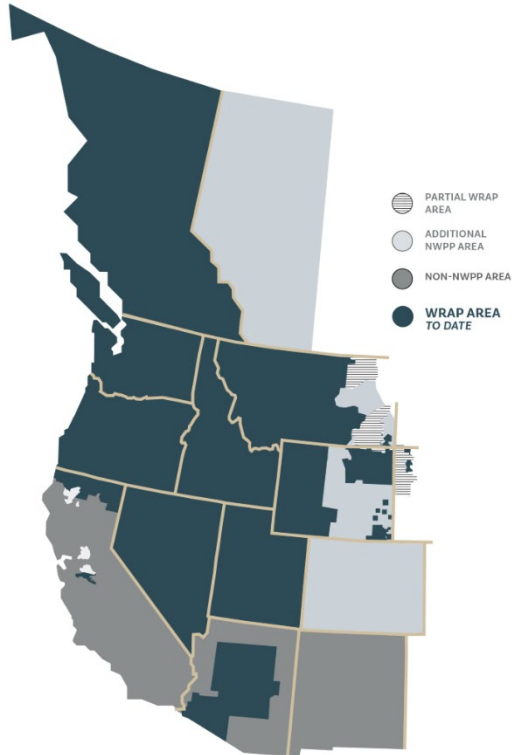 PARTIAL WRAP
AREA
ADDITIONAL
NWPP AREA
NON-NWPP AREA
WRAP AREA
TO DATE